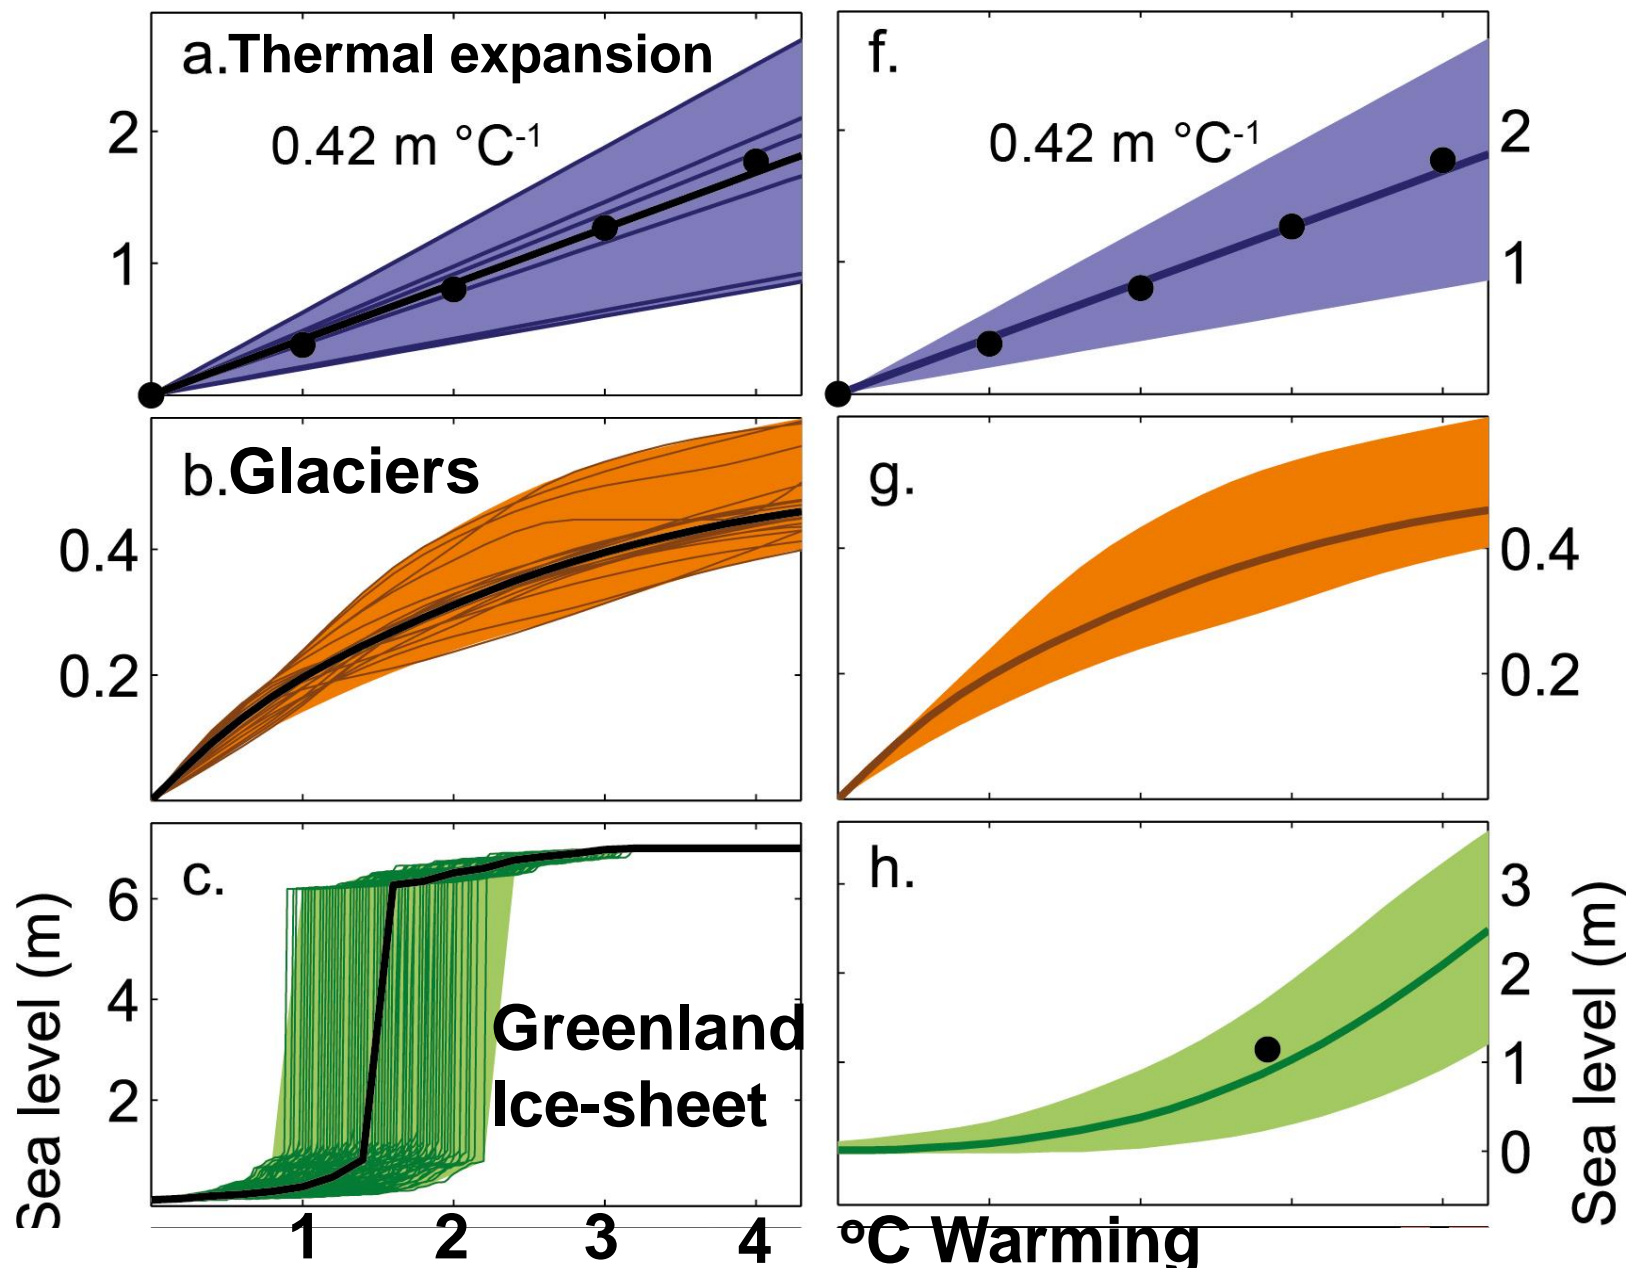 a. Thermal expansion
0.42 m °C-1
2
1
f.
0.42 m °C-1
2
1
b. Glaciers
0.4
0.2
g.
0.4
0.2
c.
6
4
2
Greenland
Ice-sheet
Sea level (m)
h.
3
2
1
0
Sea level (m)
1 2 3 4
°C Warming